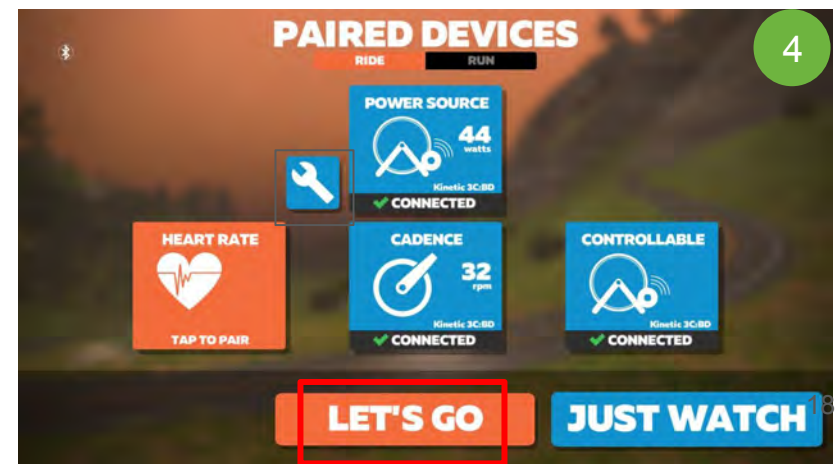 PAIRED DEVICES
4
RIDE RUN
POWER SOURCE
44
watts
Kinetic 3C:BD
CONNECTED
HEART RATE
TAP TO PAIR
CADENCE
32
rpm
Kinetic 3C:BD
CONNECTED
CONTROLLABLE
Kinetic 3C:BD
CONNECTED
LET'S GO
JUST WATCH
18